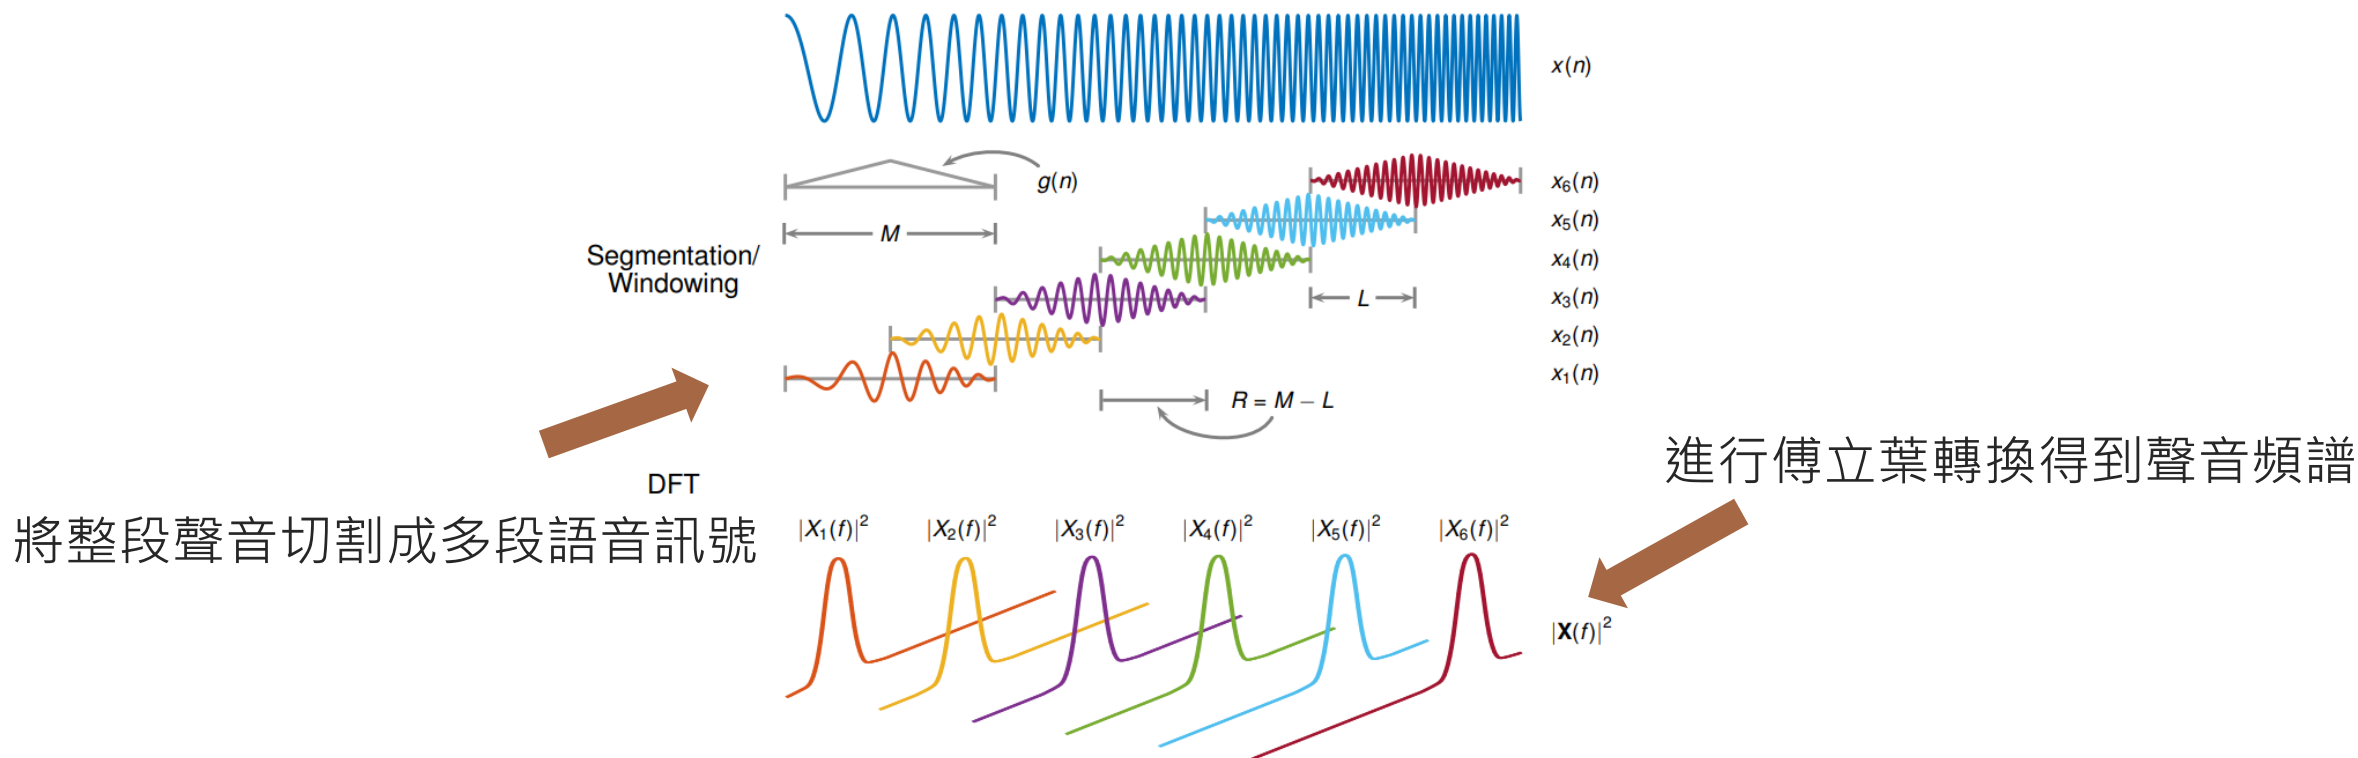 x(n)
g(n)
x₆(n)
x₅(n)
M
Segmentation/
Windowing
x₄(n)
x₃(n)
L
x₂(n)
x₁(n)
R = M − L
進行傅立葉轉換得到聲音頻譜
DFT
將整段聲音切割成多段語音訊號
|X₁(f)|² |X₂(f)|² |X₃(f)|² |X₄(f)|² |X₅(f)|² |X₆(f)|²
|X(f)|²